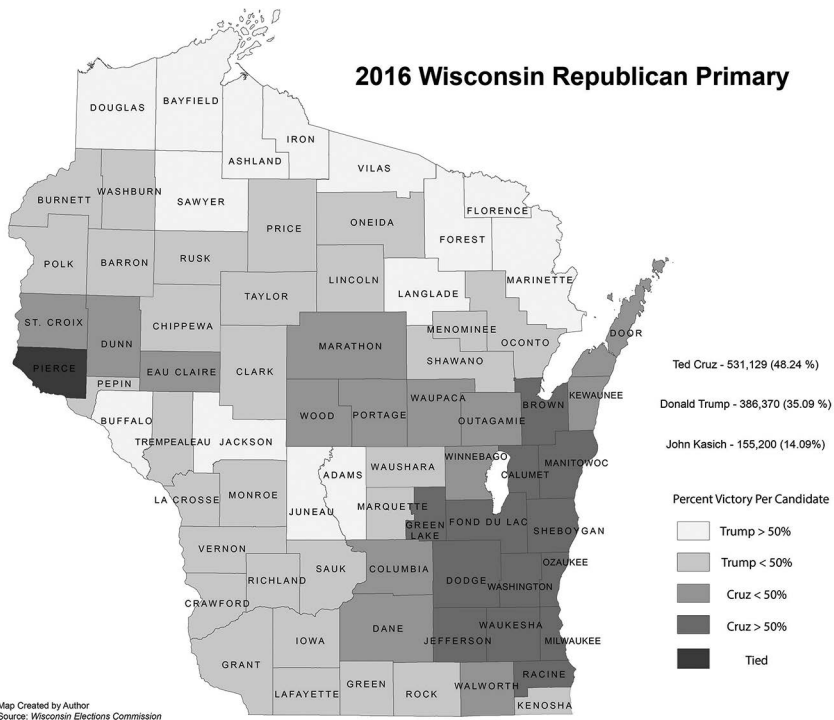 2016 Wisconsin Republican Primary
DOUGLAS
BAYFIELD
ASHLAND
IRON
VILAS
BURNETT
WASHBURN
SAWYER
PRICE
ONEIDA
FLORENCE
FOREST
MARINETTE
POLK
BARRON
RUSK
LINCOLN
LANGLADE
TAYLOR
ST. CROIX
DUNN
CHIPPEWA
MARATHON
MENOMINEE
OCONTO
SHAWANO
DOOR
PIERCE
PEPIN
EAU CLAIRE
CLARK
Ted Cruz - 531,129 (48.24 %)
WOOD
PORTAGE
WAUPACA
OUTAGAMIE
BROWN
KEWAUNEE
Donald Trump - 386,370 (35.09 %)
BUFFALO
TREMPEALEAU
JACKSON
John Kasich - 155,200 (14.09%)
ADAMS
WAUSHARA
WINNEBAGO
CALUMET
MANITOWOC
LA CROSSE
MONROE
JUNEAU
MARQUETTE
GREEN
LAKE
FOND DU LAC
SHEBOYGAN
VERNON
RICHLAND
SAUK
COLUMBIA
DODGE
WASHINGTON
OZAUKEE
CRAWFORD
IOWA
DANE
JEFFERSON
WAUKESHA
MILWAUKEE
GRANT
LAFAYETTE
GREEN
ROCK
WALWORTH
RACINE
KENOSHA
Percent Victory Per Candidate
Trump > 50%
Trump < 50%
Cruz < 50%
Cruz > 50%
Tied
Map Created by Author
Source: Wisconsin Elections Commission